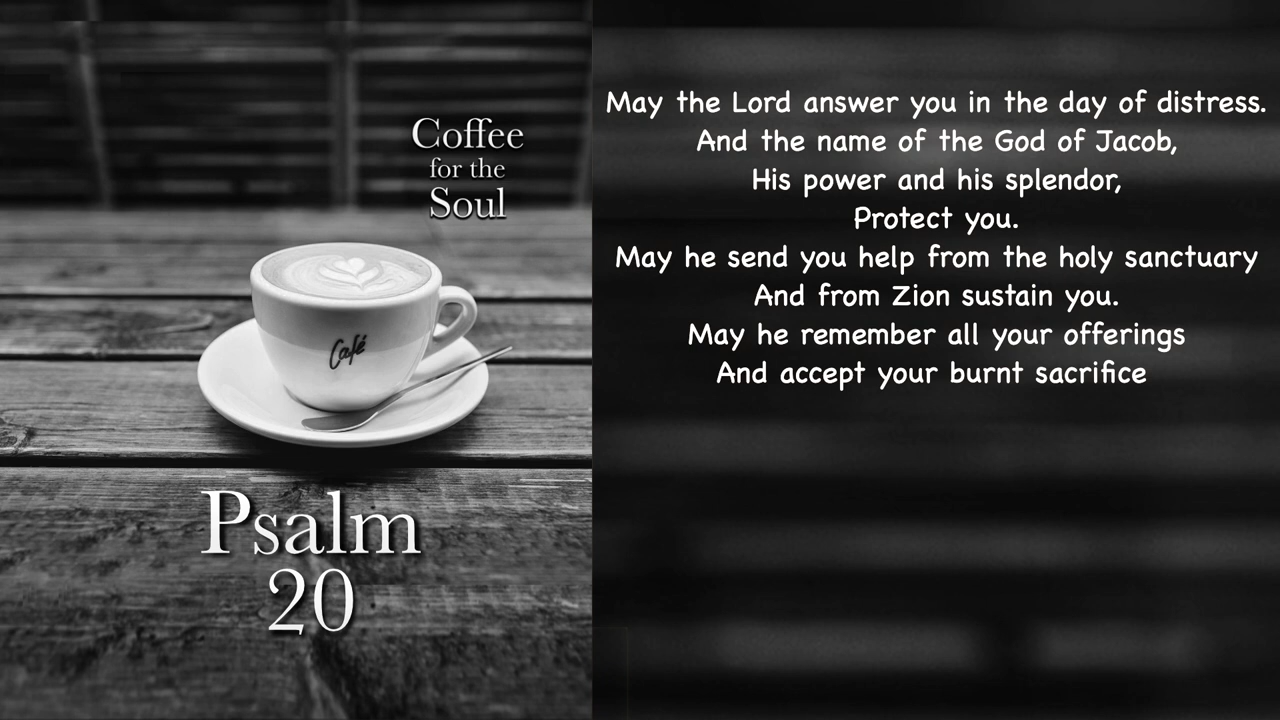 Coffee
for the
Soul
Café
Psalm
20
May the Lord answer you in the day of distress.
And the name of the God of Jacob,
His power and his splendor,
Protect you.
May he send you help from the holy sanctuary
And from Zion sustain you.
May he remember all your offerings
And accept your burnt sacrifice